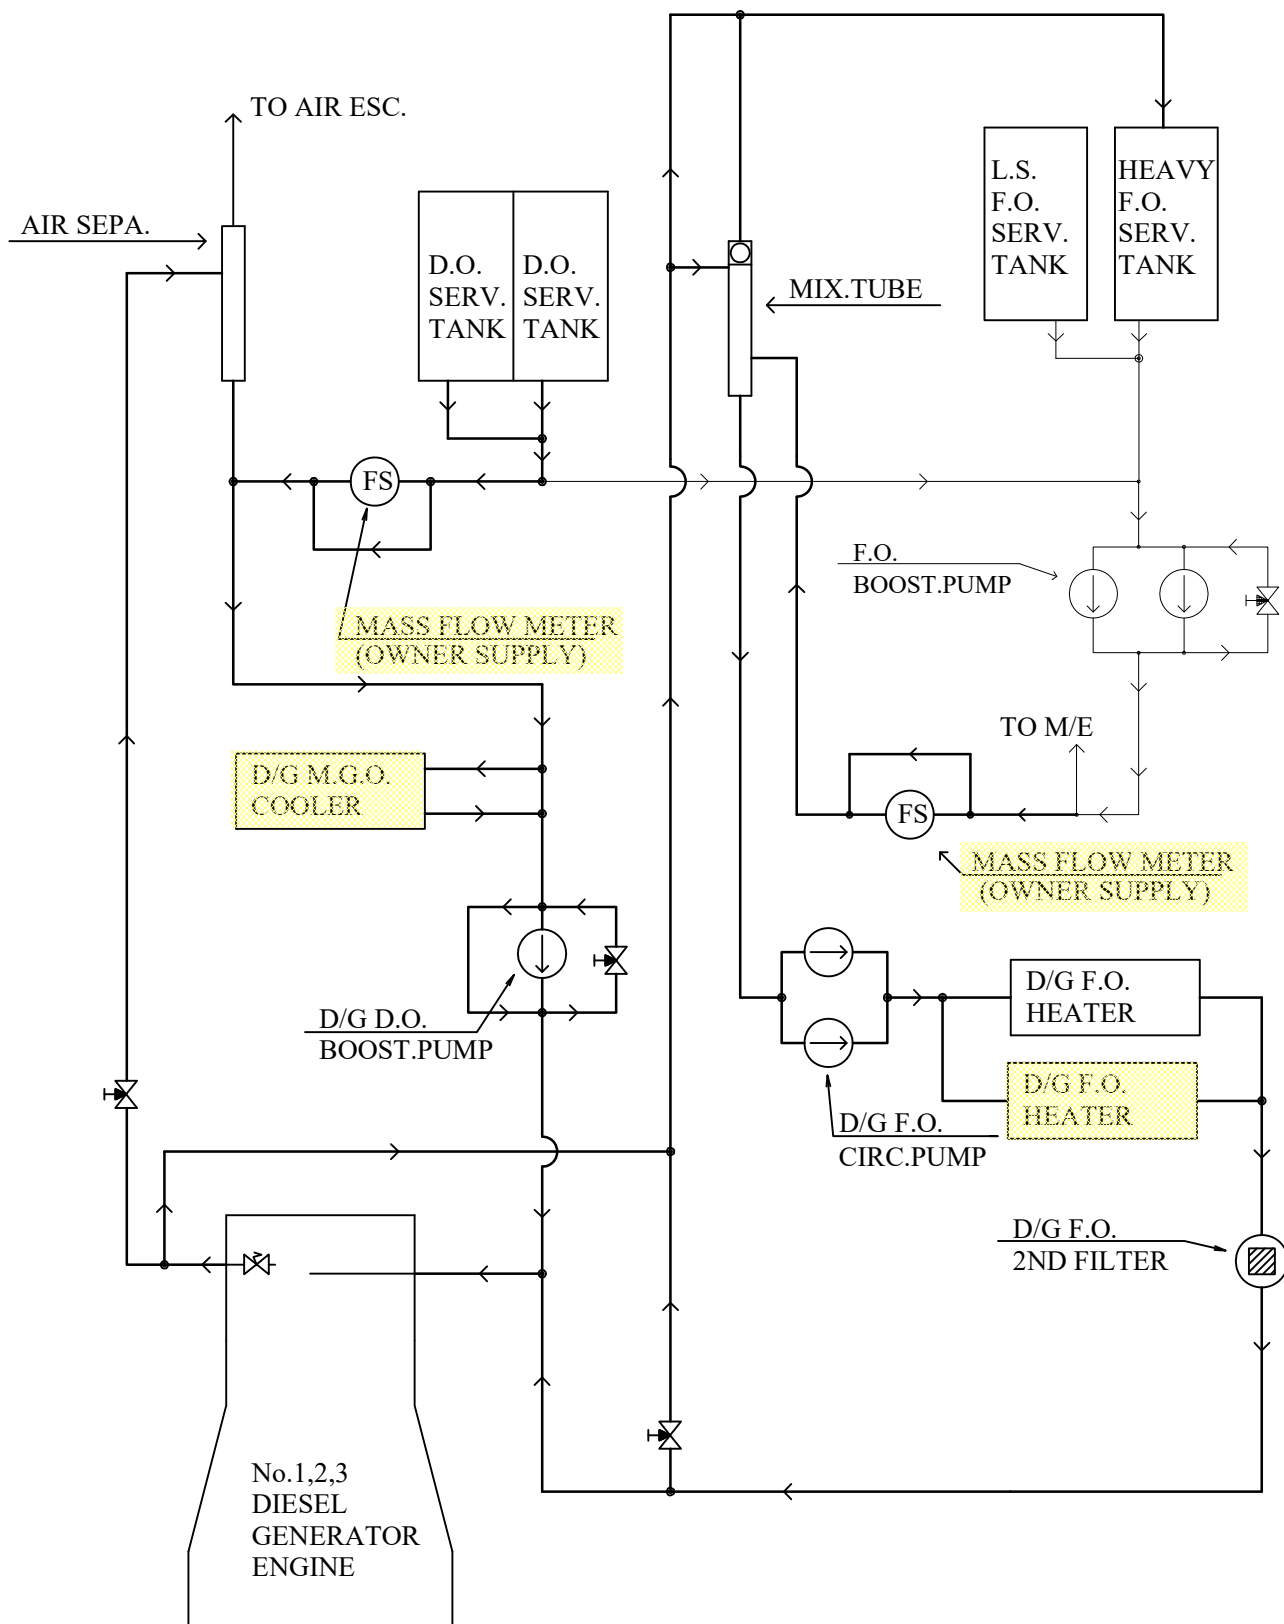 TO AIR ESC.
AIR SEPA.
D.O.
SERV.
TANK
D.O.
SERV.
TANK
L.S.
F.O.
SERV.
TANK
HEAVY
F.O.
SERV.
TANK
MIX.TUBE
FS
F.O.
BOOST.PUMP
MASS FLOW METER
(OWNER SUPPLY)
TO M/E
D/G M.G.O.
COOLER
FS
MASS FLOW METER
(OWNER SUPPLY)
D/G D.O.
BOOST.PUMP
D/G F.O.
HEATER
D/G F.O.
HEATER
D/G F.O.
CIRC.PUMP
D/G F.O.
2ND FILTER
No.1,2,3
DIESEL
GENERATOR
ENGINE